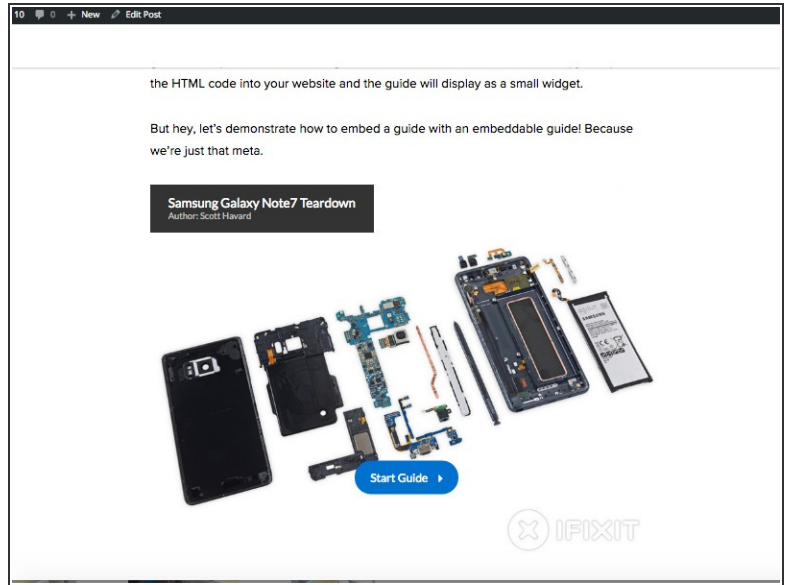 10 0 + New Edit Post
the HTML code into your website and the guide will display as a small widget.
But hey, let's demonstrate how to embed a guide with an embeddable guide! Because
we're just that meta.
Samsung Galaxy Note7 Teardown
Author: Scott Havard
SAMSUNG
Start Guide
IFIXIT